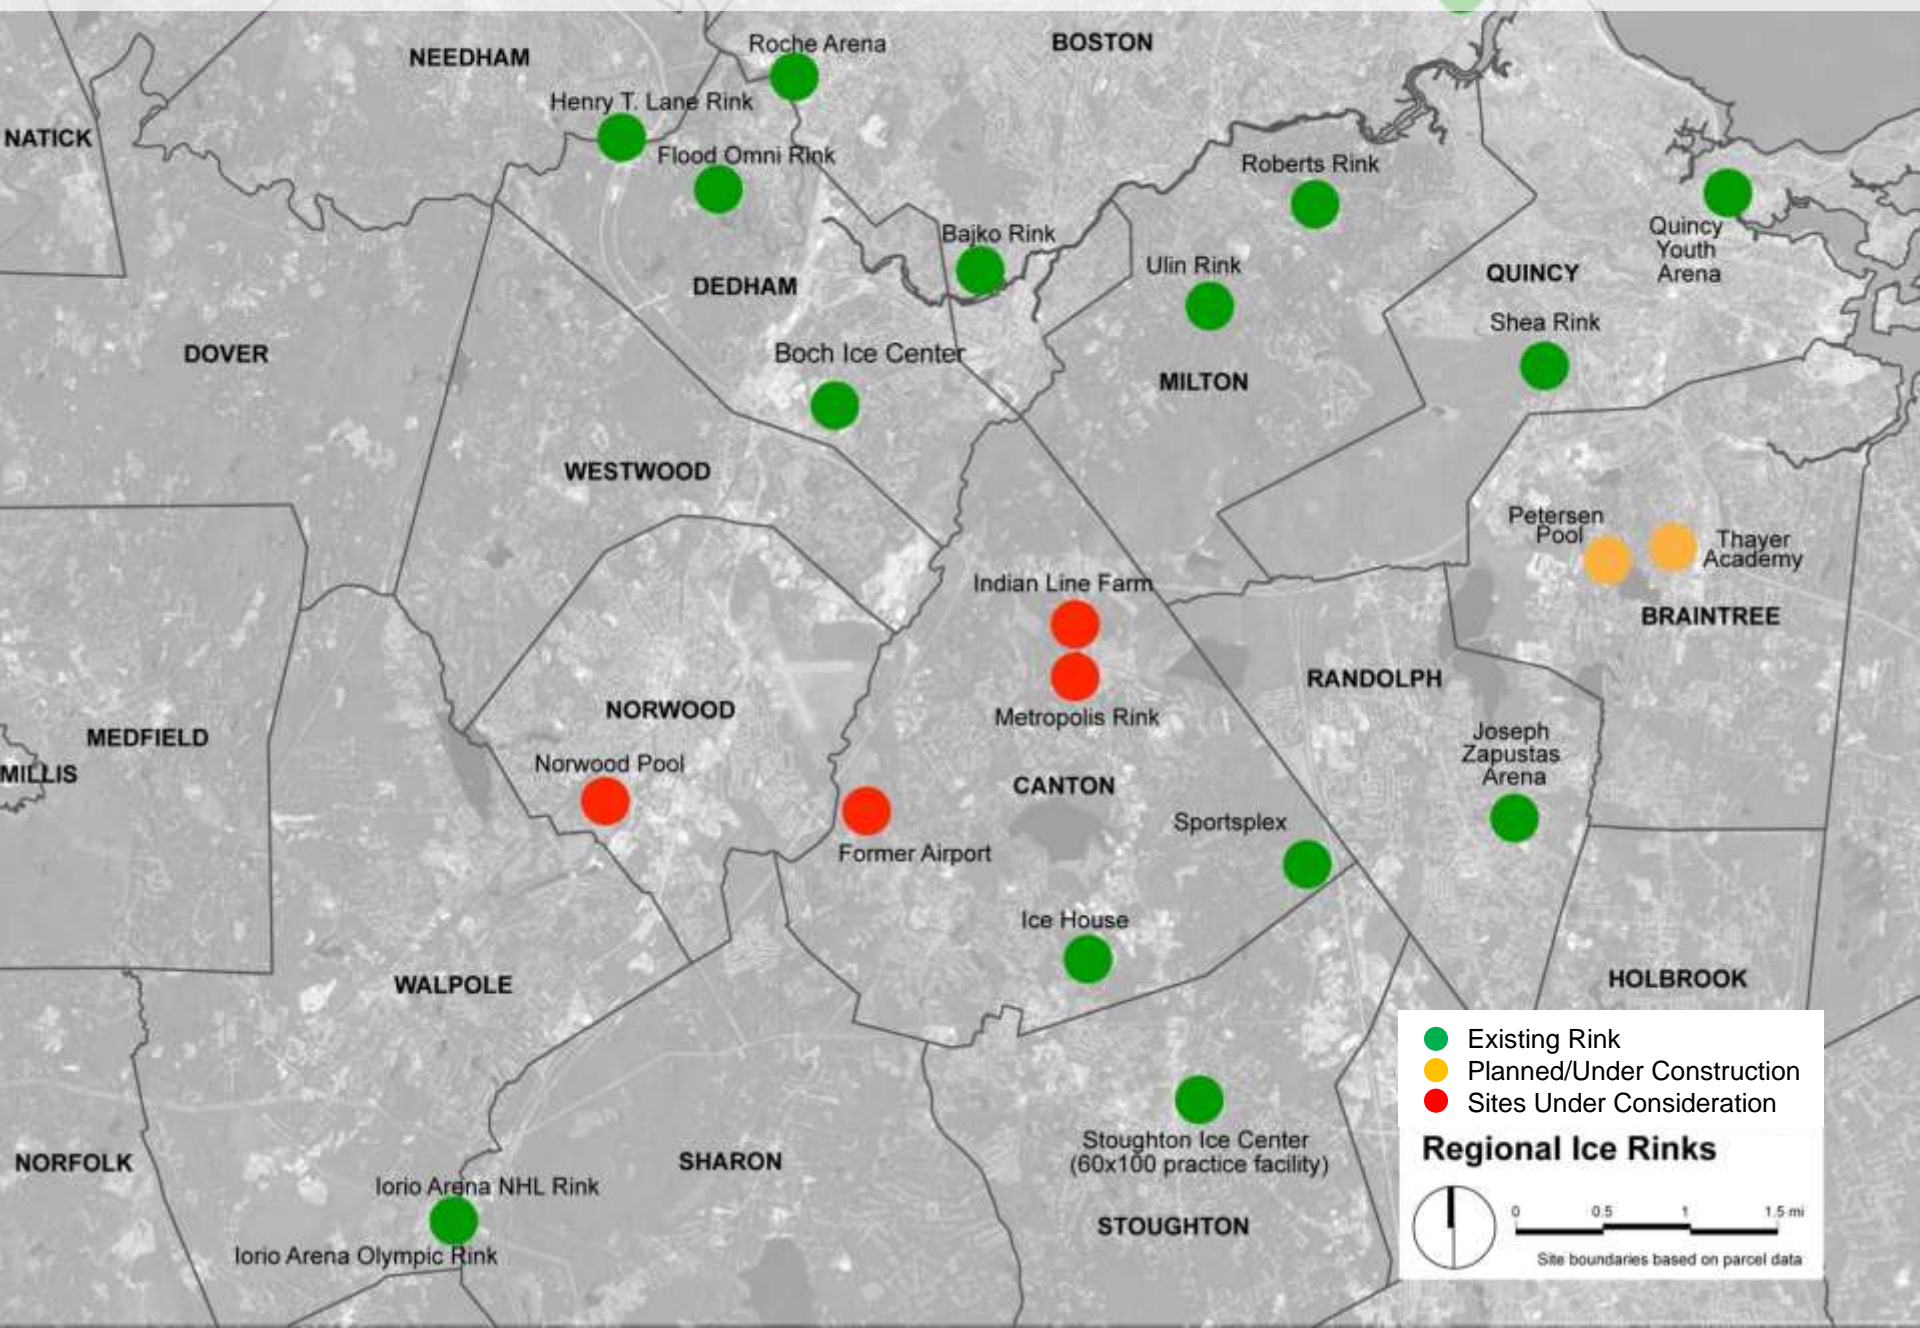 Roche Arena
BOSTON
NEEDHAM
Henry T. Lane Rink
NATICK
Flood Omni Rink
Roberts Rink
Quincy
Youth
Arena
Bajko Rink
Ulin Rink
QUINCY
DEDHAM
Shea Rink
DOVER
Boch Ice Center
MILTON
WESTWOOD
Petersen
Pool
Thayer
Academy
Indian Line Farm
BRAINTREE
RANDOLPH
NORWOOD
Metropolis Rink
MEDFIELD
Joseph
Zapustas
Arena
Norwood Pool
MILLIS
CANTON
Sportsplex
Former Airport
Ice House
WALPOLE
HOLBROOK
Existing Rink
Planned/Under Construction
Sites Under Consideration
Stoughton Ice Center
(60x100 practice facility)
Regional Ice Rinks
NORFOLK
SHARON
Iorio Arena NHL Rink
0 0.5 1 1.5 mi
STOUGHTON
Iorio Arena Olympic Rink
Site boundaries based on parcel data